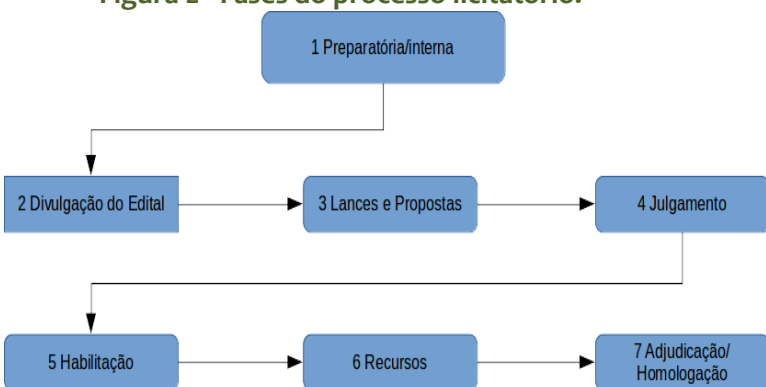 Figura 2 - Fases do processo licitatório.
1 Preparatória/interna
2 Divulgação do Edital
3 Lances e Propostas
4 Julgamento
5 Habilitação
6 Recursos
7 Adjudicação/
Homologação